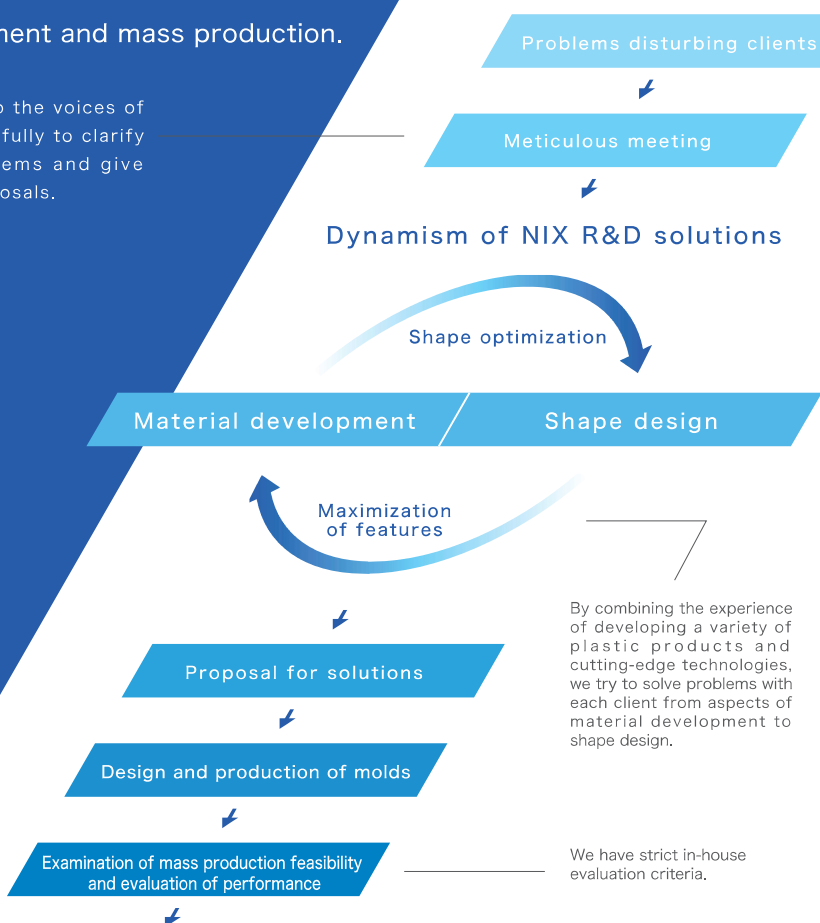 and mass production.
Problems disturbing clients
the voices of
to clarify
and give
Meticulous meeting
Dynamism of NIX R&D solutions
Shape optimization
Material development
Shape design
Maximization
of features
By combining the experience
of developing a variety of
plastic products and
cutting-edge technologies,
we try to solve problems with
each client from aspects of
material development to
shape design.
Proposal for solutions
Design and production of molds
Examination of mass production feasibility
and evaluation of performance
We have strict in-house
evaluation criteria.